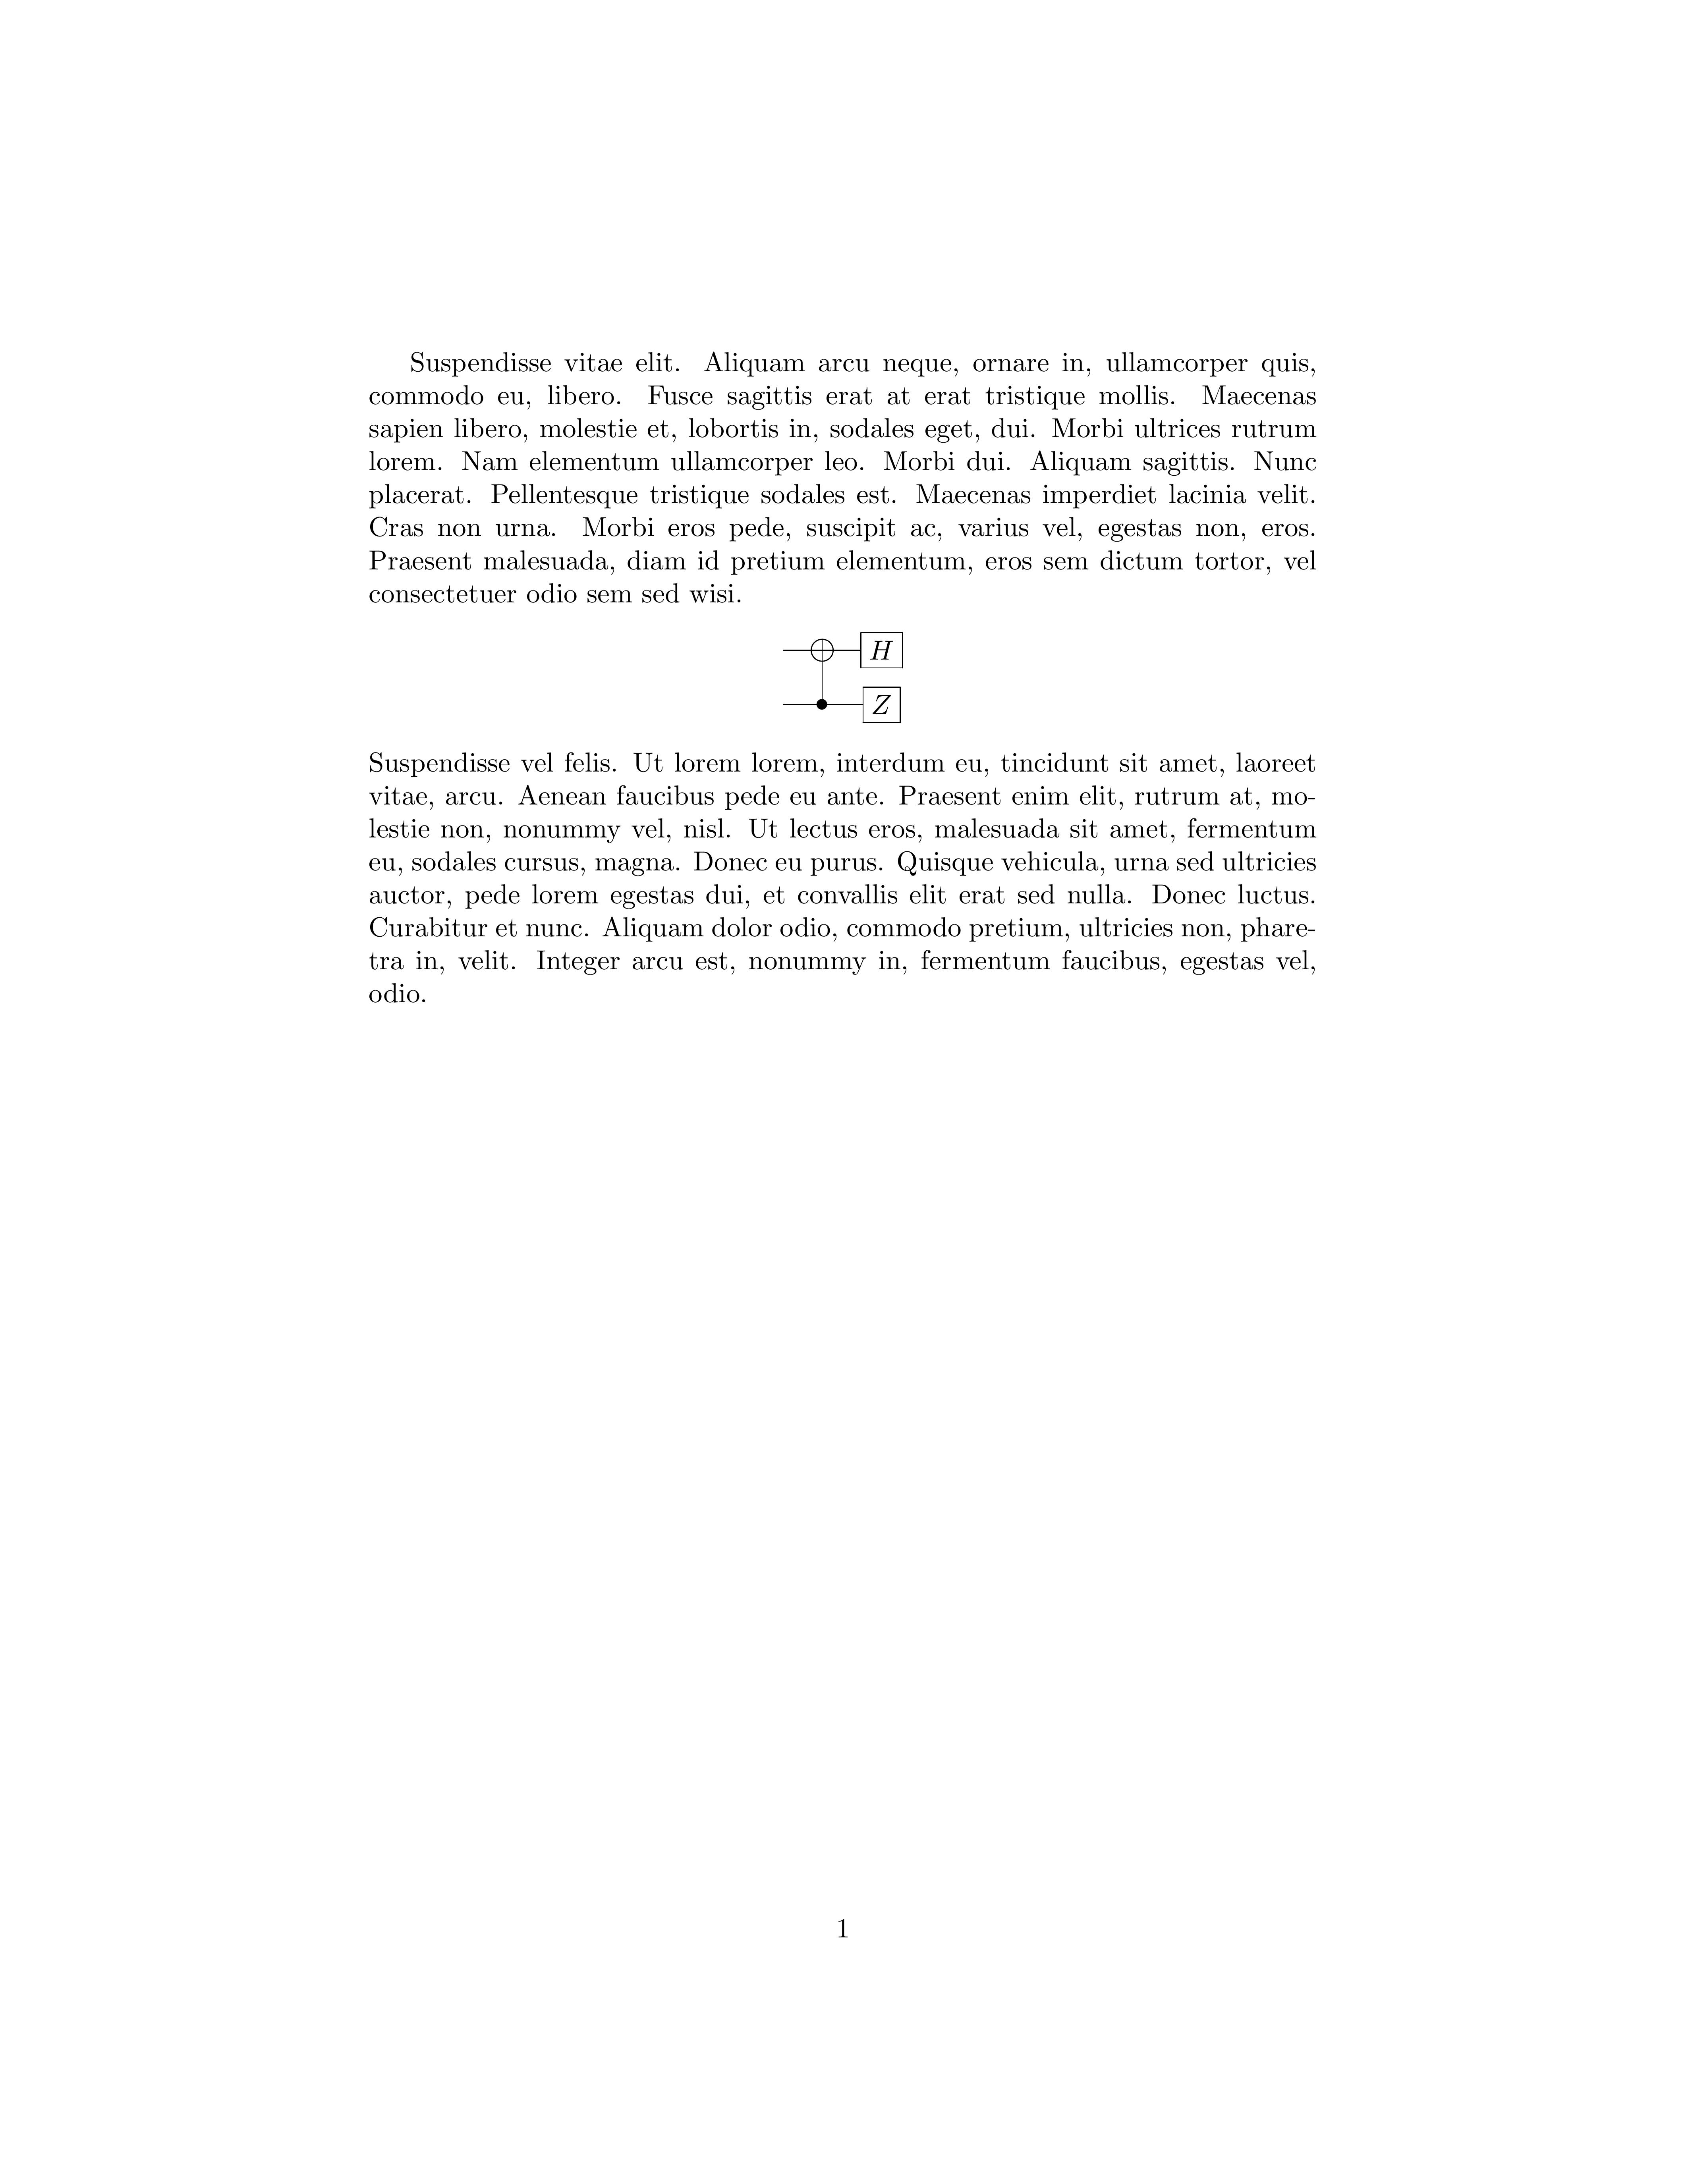 Suspendisse vitae elit. Aliquam arcu neque, ornare in, ullamcorper quis,
commodo eu, libero. Fusce sagittis erat at erat tristique mollis. Maecenas
sapien libero, molestie et, lobortis in, sodales eget, dui. Morbi ultrices rutrum
lorem. Nam elementum ullamcorper leo. Morbi dui. Aliquam sagittis. Nunc
placerat. Pellentesque tristique sodales est. Maecenas imperdiet lacinia velit.
Cras non urna. Morbi eros pede, suscipit ac, varius vel, egestas non, eros.
Praesent malesuada, diam id pretium elementum, eros sem dictum tortor, vel
consectetuer odio sem sed wisi.
H
Z
Suspendisse vel felis. Ut lorem lorem, interdum eu, tincidunt sit amet, laoreet
vitae, arcu. Aenean faucibus pede eu ante. Praesent enim elit, rutrum at, mo-
lestie non, nonummy vel, nisl. Ut lectus eros, malesuada sit amet, fermentum
eu, sodales cursus, magna. Donec eu purus. Quisque vehicula, urna sed ultricies
auctor, pede lorem egestas dui, et convallis elit erat sed nulla. Donec luctus.
Curabitur et nunc. Aliquam dolor odio, commodo pretium, ultricies non, phare-
tra in, velit. Integer arcu est, nonummy in, fermentum faucibus, egestas vel,
odio.
1